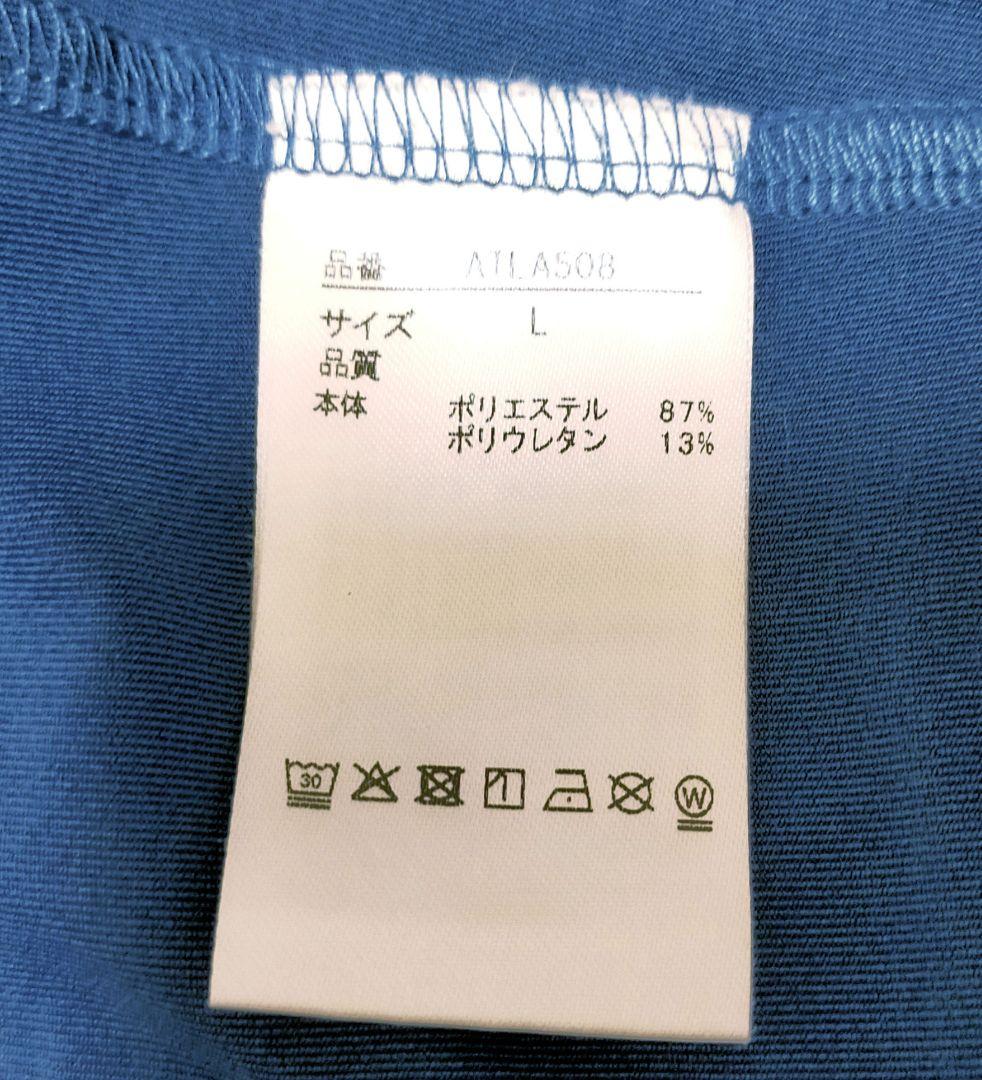 品番 ATLA508
サイズ L
品質
本体 ポリエステル 87%
ポリウレタン 13%
30 W